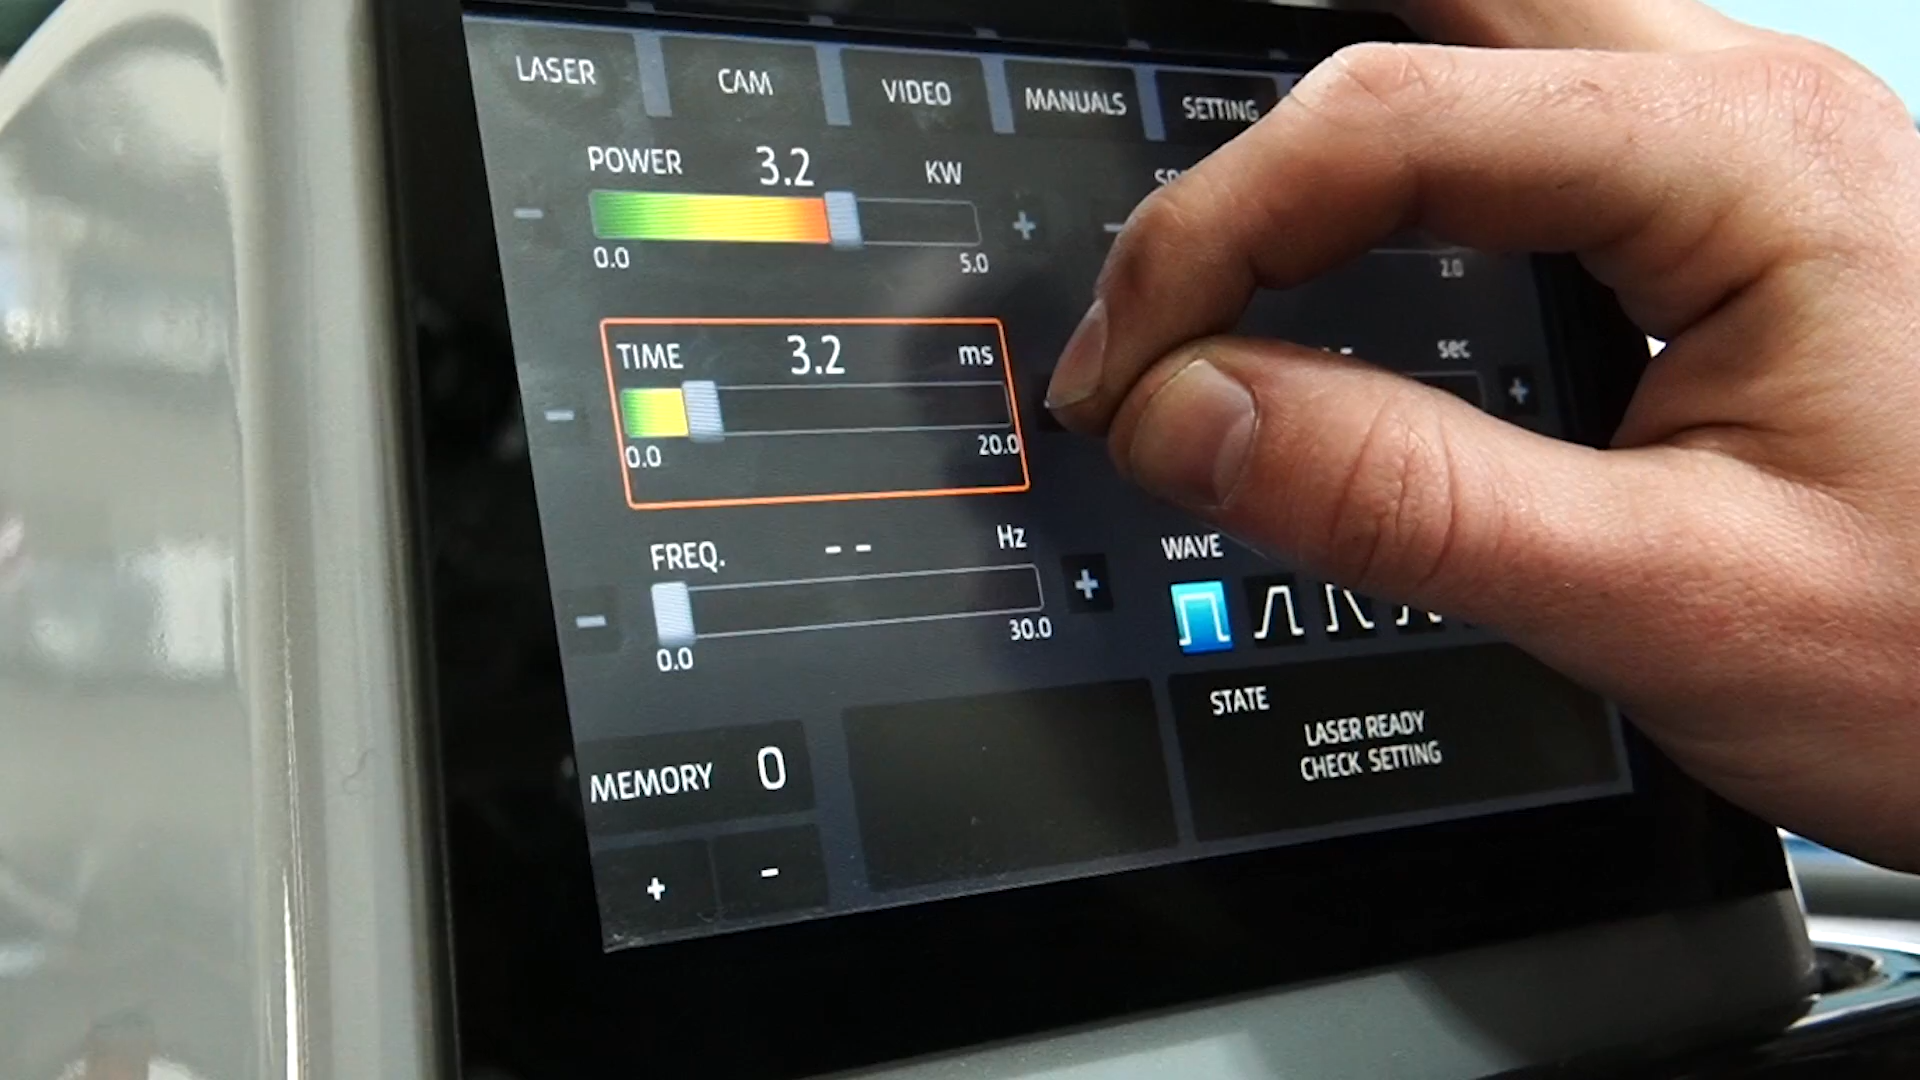 LASER CAM VIDEO MANUALS SETTING
POWER 3.2 KW
0.0 5.0
2.0
TIME 3.2 ms
0.0 20.0
sec
FREQ. -- Hz
0.0 30.0
WAVE
MEMORY 0
+ -
STATE
LASER READY
CHECK SETTING